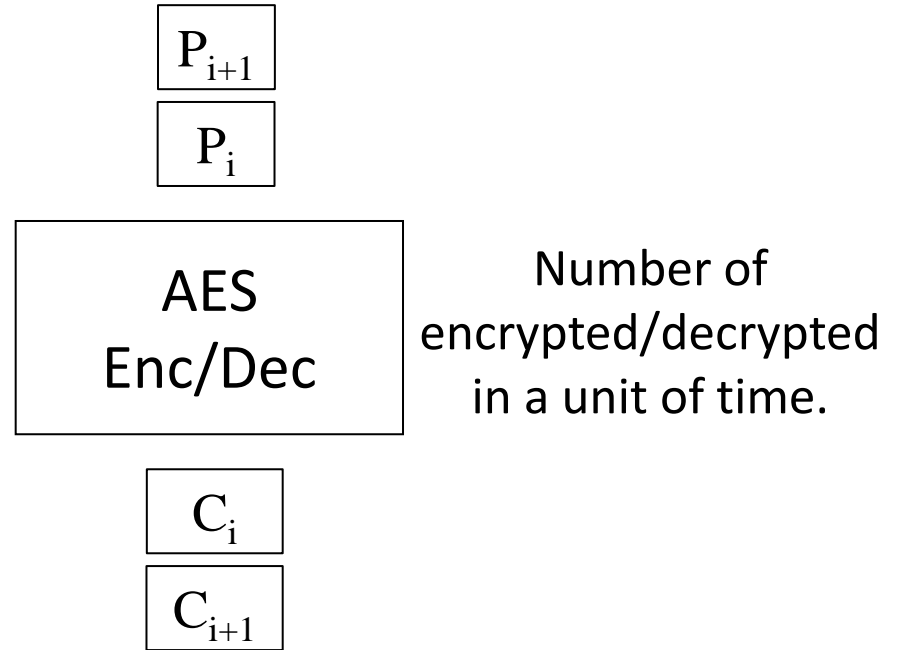 P_{i+1}
P_i
AES
Enc/Dec
Number of
encrypted/decrypted
in a unit of time.
C_i
C_{i+1}